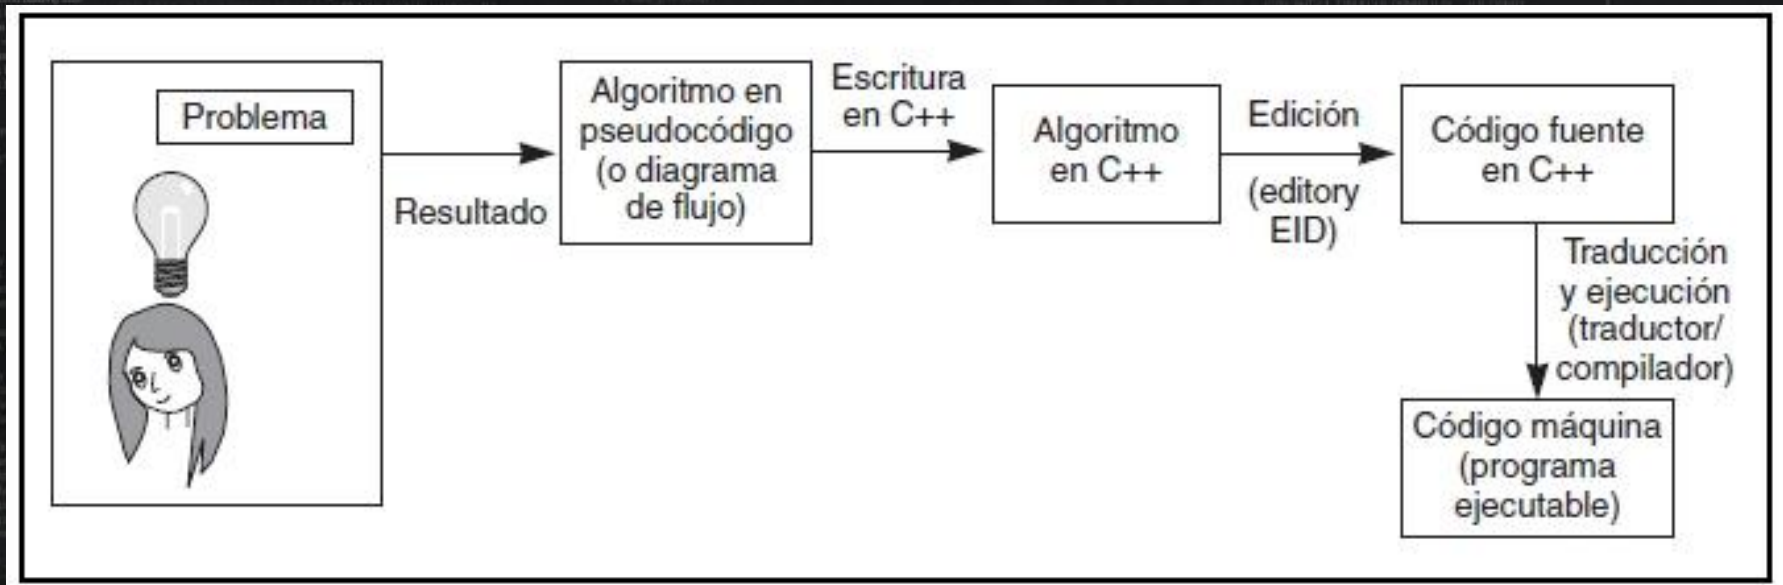 Problema
Resultado
Algoritmo en
pseudocódigo
(o diagrama
de flujo)
Escritura
en C++
Algoritmo
en C++
Edición
(editory
EID)
Código fuente
en C++
Traducción
y ejecución
(traductor/
compilador)
Código máquina
(programa
ejecutable)